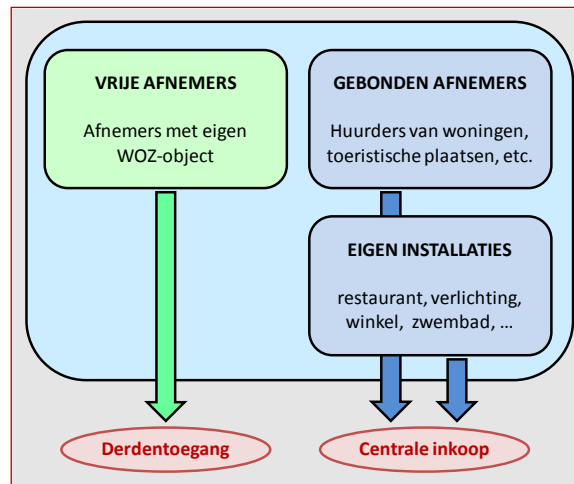 VRIJE AFNEMERS
Afnemers met eigen
WOZ-object
GEBONDEN AFNEMERS
Huurders van woningen,
toeristische plaatsen, etc.
EIGEN INSTALLATIES
restaurant, verlichting,
winkel, zwembad, ...
Derdentoegang
Centrale inkoop